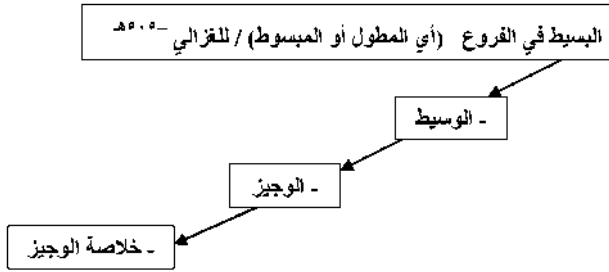 البسيط في الفروع (أي المطول أو المبسوط) / للغزالي -٥٠٥هـ
- الوسيط
- الوجيز
- خلاصة الوجيز